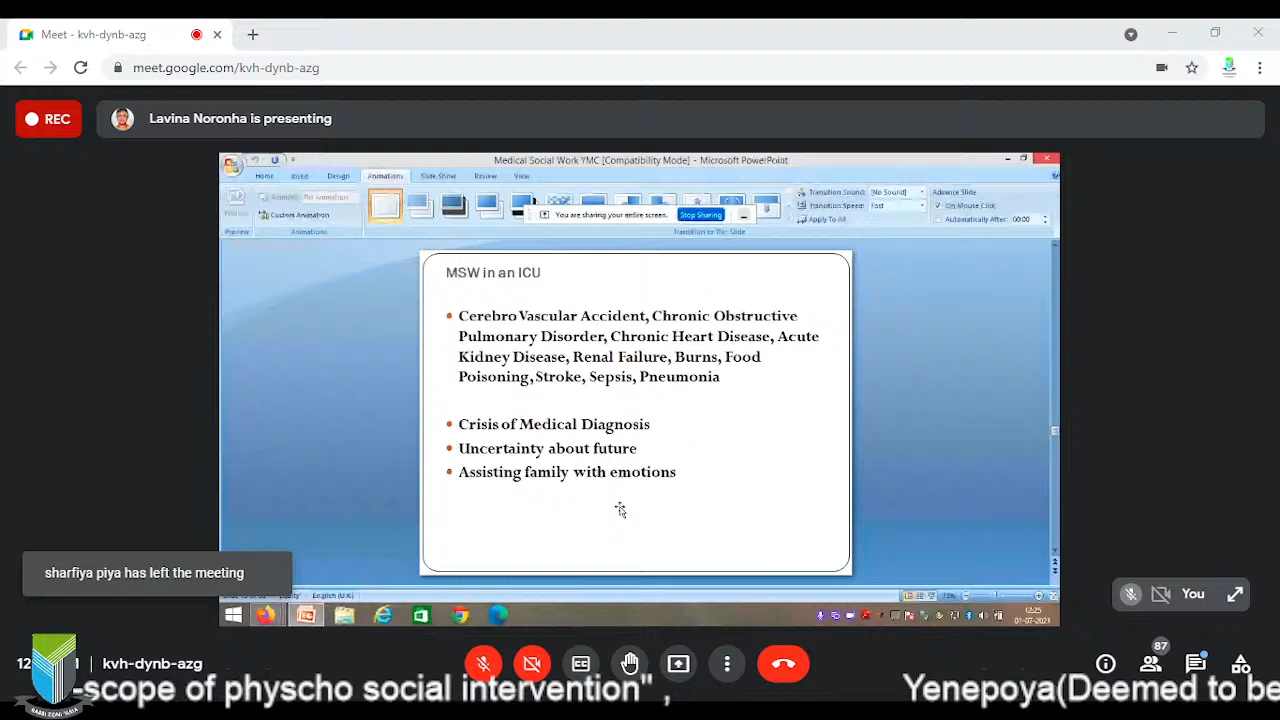 Meet - kvh-dynb-azg
meet.google.com/kvh-dynb-azg
REC
Lavina Noronha is presenting
Medical Social Work YMC [Compatibility Mode] - Microsoft PowerPoint
Home Insert Design Animations Slide Show Review View
Animate: No Animation
Custom Animation
Preview
Animations
You are sharing your entire screen.
Stop Sharing
Transition Sound: [No Sound]
Transition Speed: Fast
Apply To All
Advance Slide
On Mouse Click
Automatically After: 00:00
Transition to This Slide
MSW in an ICU
Cerebro Vascular Accident, Chronic Obstructive
Pulmonary Disorder, Chronic Heart Disease, Acute
Kidney Disease, Renal Failure, Burns, Food
Poisoning, Stroke, Sepsis, Pneumonia
Crisis of Medical Diagnosis
Uncertainty about future
Assisting family with emotions
sharfiya piya has left the meeting
English (U.K.)
73%
You
12:25
01-07-2021
87
kvh-dynb-azg
-scope of physcho social intervention" , Yenepoya(Deemed to be